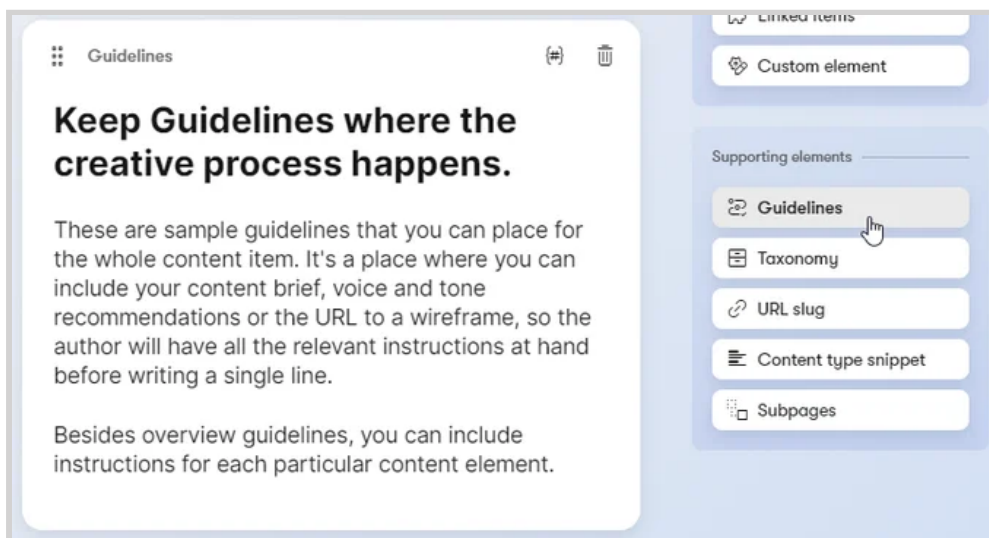 Guidelines
Keep Guidelines where the
creative process happens.
These are sample guidelines that you can place for
the whole content item. It's a place where you can
include your content brief, voice and tone
recommendations or the URL to a wireframe, so the
author will have all the relevant instructions at hand
before writing a single line.
Besides overview guidelines, you can include
instructions for each particular content element.
Linked items
Custom element
Supporting elements
Guidelines
Taxonomy
URL slug
Content type snippet
Subpages